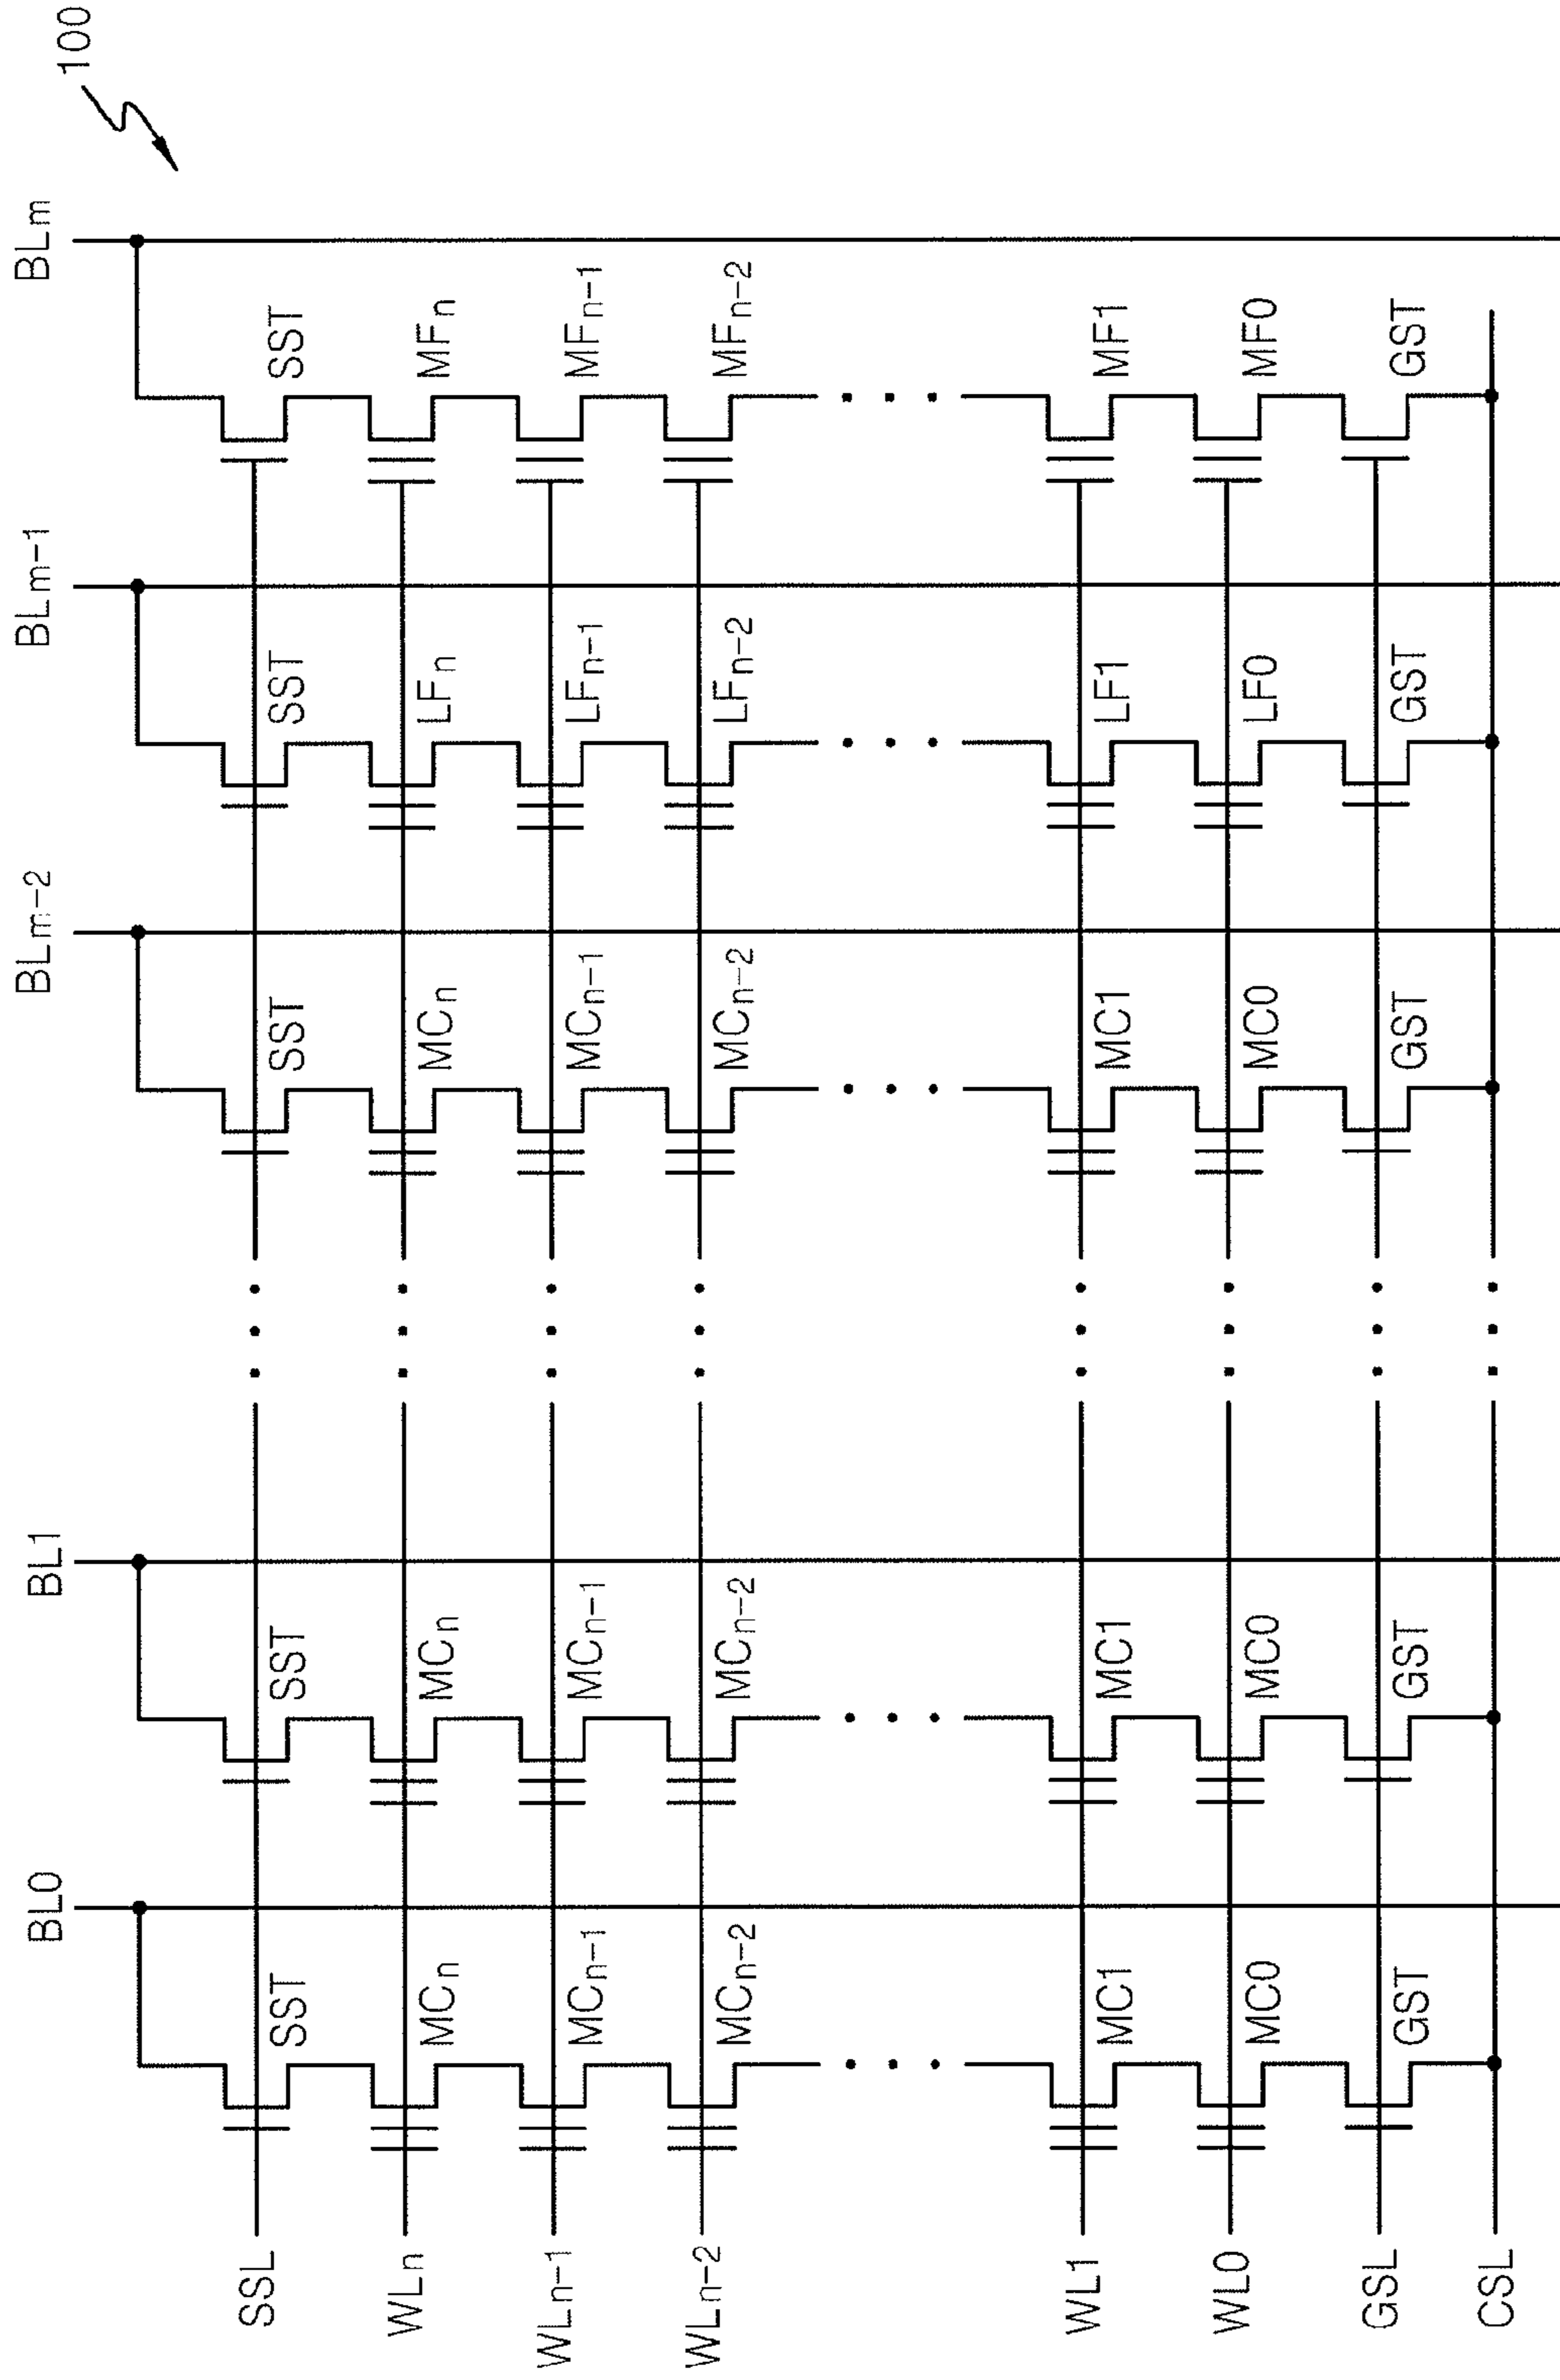 100
BL0 BL1 BLm-2 BLm-1 BLm
SSL SST SST SST SST SST
WLn MCn MCn MCn LFn MFn
WLn-1 MCn-1 MCn-1 MCn-1 LFn-1 MFn-1
WLn-2 MCn-2 MCn-2 MCn-2 LFn-2 MFn-2
WL1 MC1 MC1 MC1 LF1 MF1
WL0 MC0 MC0 MC0 LF0 MF0
GSL GST GST GST GST GST
CSL